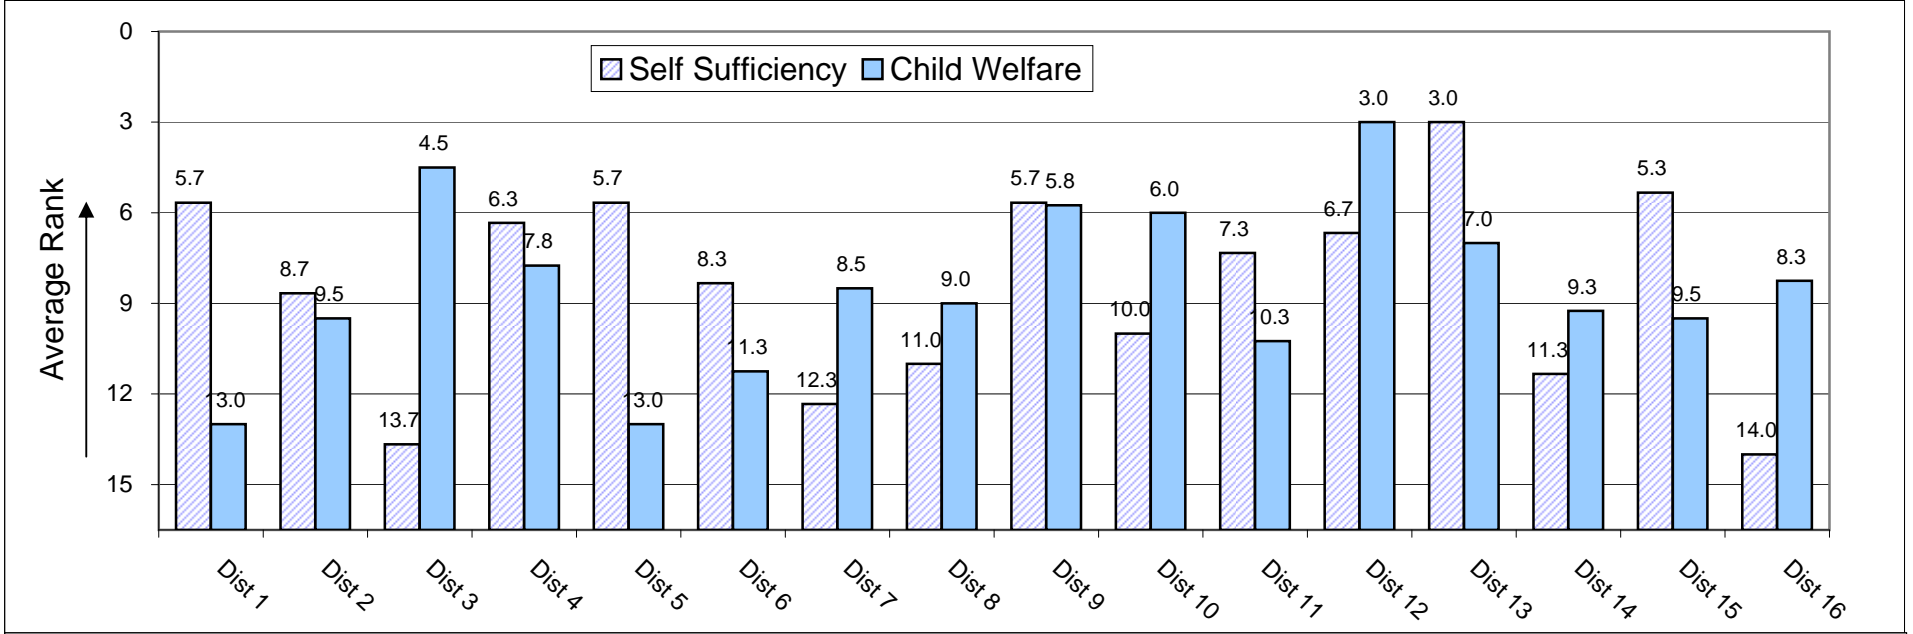 0
Self Sufficiency Child Welfare
3
6
9
12
15
Average Rank
5.7 13.0
8.7 9.5
13.7 4.5
6.3 7.8
5.7 13.0
8.3 11.3
12.3 8.5
11.0 9.0
5.7 5.8
10.0 6.0
7.3 10.3
6.7 3.0
3.0 7.0
11.3 9.3
5.3 9.5
14.0 8.3
Dist 1
Dist 2
Dist 3
Dist 4
Dist 5
Dist 6
Dist 7
Dist 8
Dist 9
Dist 10
Dist 11
Dist 12
Dist 13
Dist 14
Dist 15
Dist 16